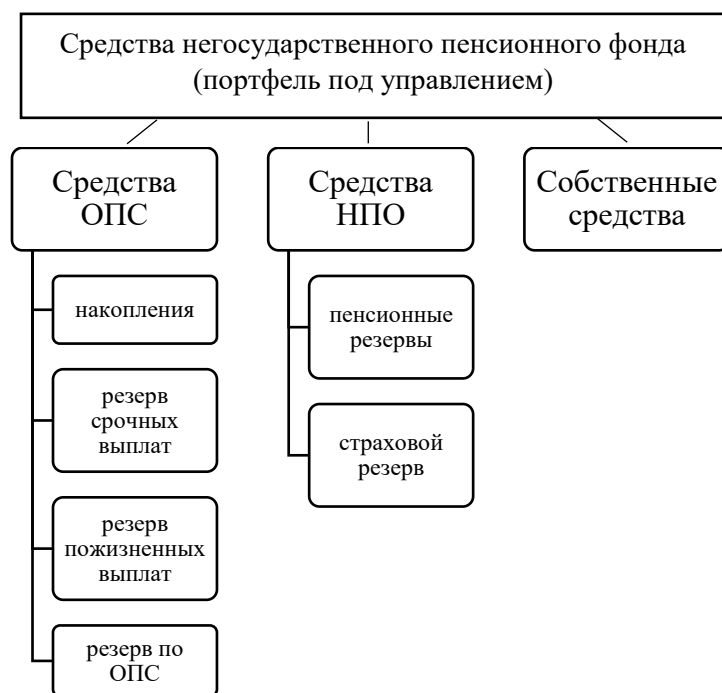 Средства негосударственного пенсионного фонда
(портфель под управлением)
Средства
ОПС
накопления
резерв
срочных
выплат
резерв
пожизненных
выплат
резерв по
ОПС
Средства
НПО
пенсионные
резервы
страховой
резерв
Собственные
средства